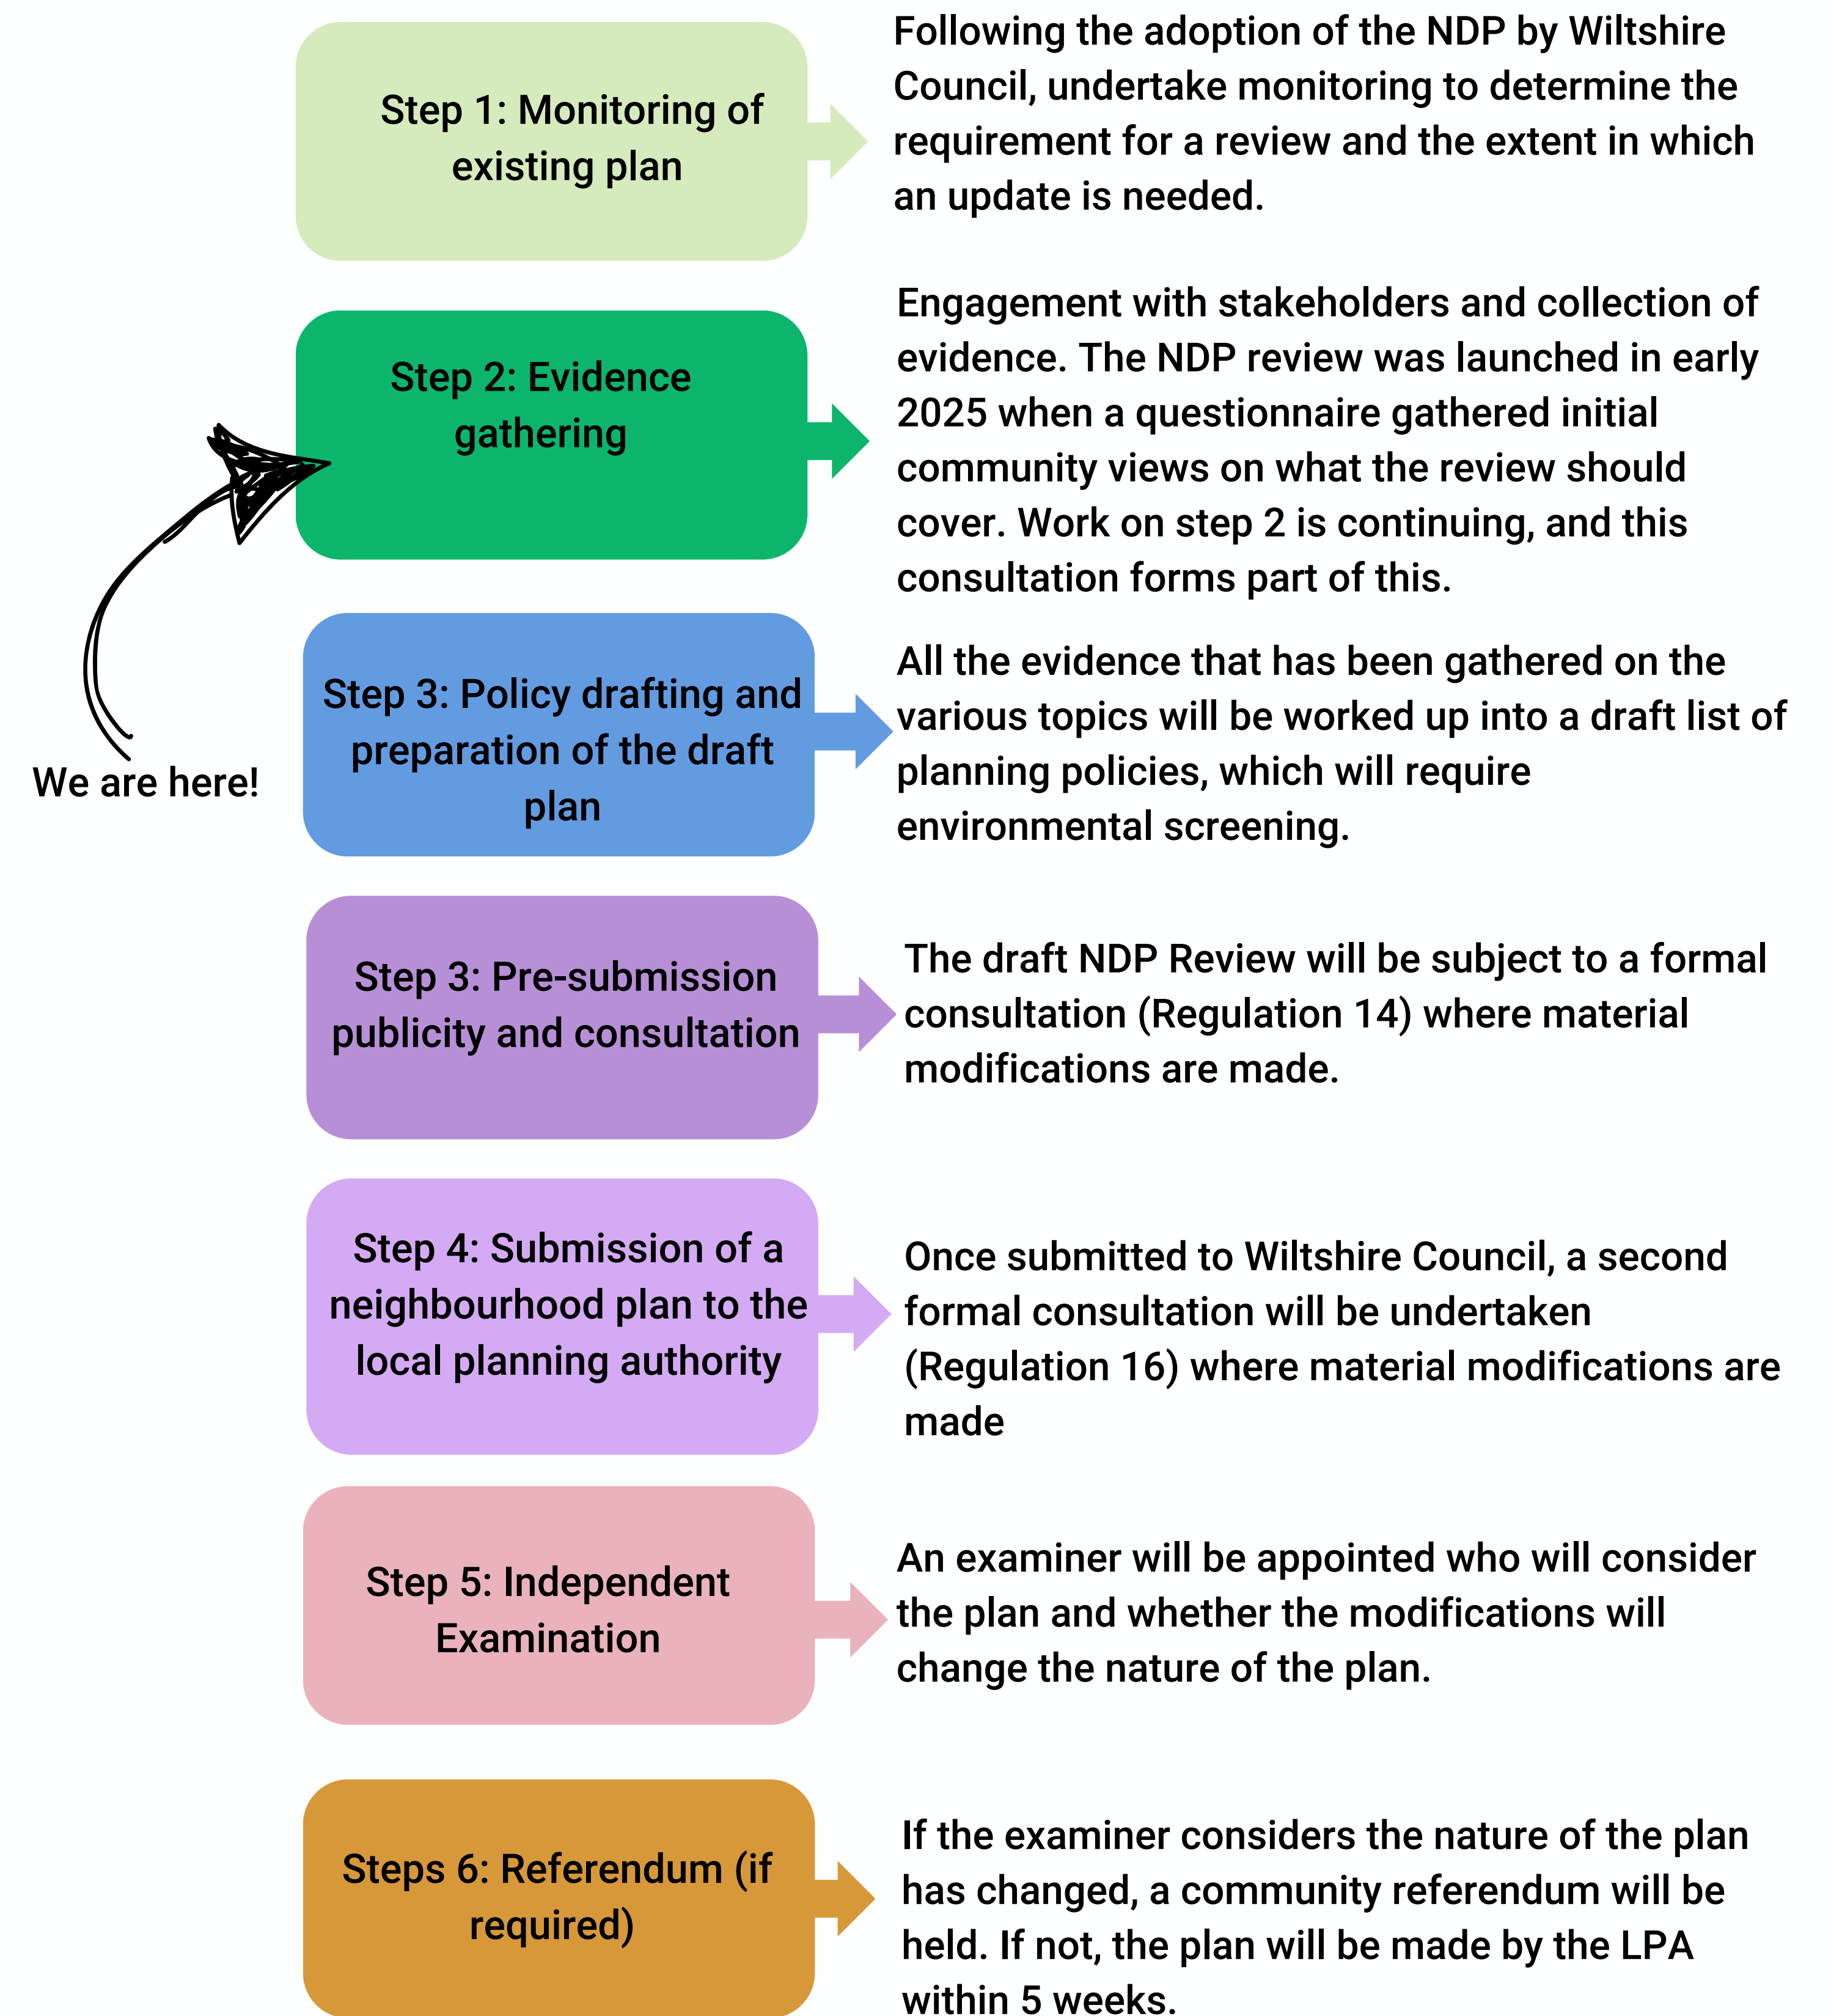 Step 1: Monitoring of
existing plan
Following the adoption of the NDP by Wiltshire
Council, undertake monitoring to determine the
requirement for a review and the extent in which
an update is needed.
Step 2: Evidence
gathering
Engagement with stakeholders and collection of
evidence. The NDP review was launched in early
2025 when a questionnaire gathered initial
community views on what the review should
cover. Work on step 2 is continuing, and this
consultation forms part of this.
We are here!
Step 3: Policy drafting and
preparation of the draft
plan
All the evidence that has been gathered on the
various topics will be worked up into a draft list of
planning policies, which will require
environmental screening.
Step 3: Pre-submission
publicity and consultation
The draft NDP Review will be subject to a formal
consultation (Regulation 14) where material
modifications are made.
Step 4: Submission of a
neighbourhood plan to the
local planning authority
Once submitted to Wiltshire Council, a second
formal consultation will be undertaken
(Regulation 16) where material modifications are
made
Step 5: Independent
Examination
An examiner will be appointed who will consider
the plan and whether the modifications will
change the nature of the plan.
Steps 6: Referendum (if
required)
If the examiner considers the nature of the plan
has changed, a community referendum will be
held. If not, the plan will be made by the LPA
within 5 weeks.